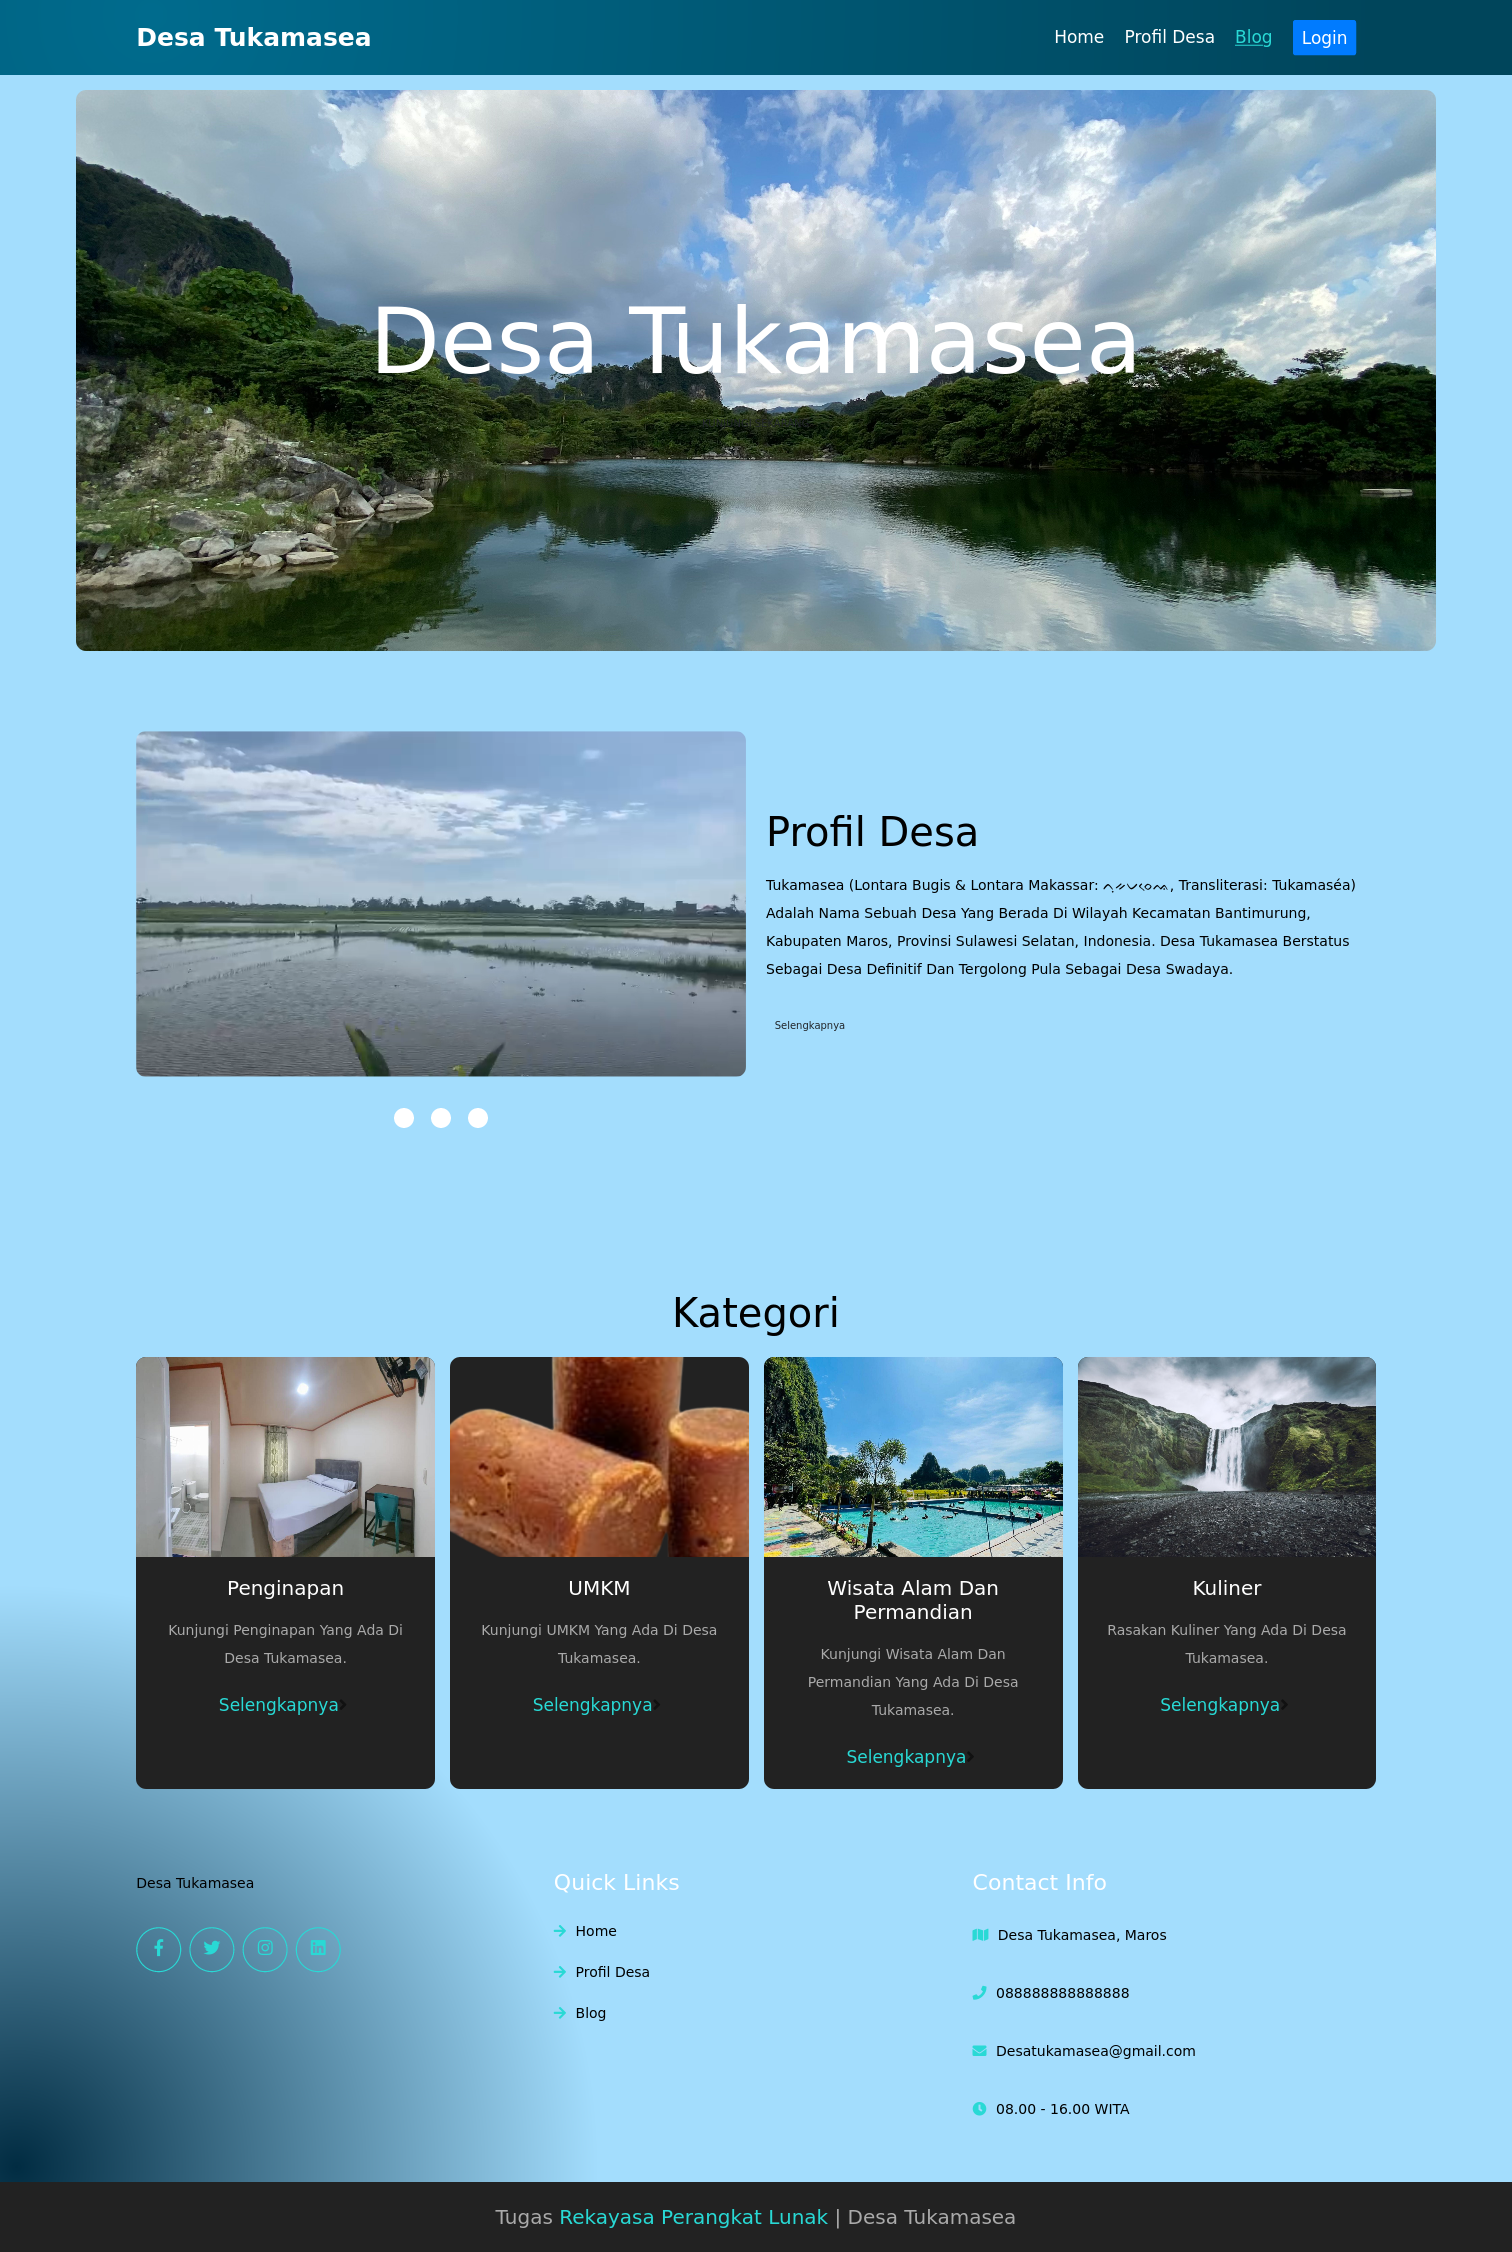 Desa Tukamasea
Home Profil Desa Blog Login
Desa Tukamasea
Profil Desa
Tukamasea (Lontara Bugis & Lontara Makassar: ᨈᨘᨀᨆᨙᨔᨕ, Transliterasi: Tukamaséa)
Adalah Nama Sebuah Desa Yang Berada Di Wilayah Kecamatan Bantimurung,
Kabupaten Maros, Provinsi Sulawesi Selatan, Indonesia. Desa Tukamasea Berstatus
Sebagai Desa Definitif Dan Tergolong Pula Sebagai Desa Swadaya.
Selengkapnya
Kategori
Penginapan
Kunjungi Penginapan Yang Ada Di
Desa Tukamasea.
Selengkapnya
UMKM
Kunjungi UMKM Yang Ada Di Desa
Tukamasea.
Selengkapnya
Wisata Alam Dan
Permandian
Kunjungi Wisata Alam Dan
Permandian Yang Ada Di Desa
Tukamasea.
Selengkapnya
Kuliner
Rasakan Kuliner Yang Ada Di Desa
Tukamasea.
Selengkapnya
Desa Tukamasea
Quick Links
Home
Profil Desa
Blog
Contact Info
Desa Tukamasea, Maros
088888888888888
Desatukamasea@gmail.com
08.00 - 16.00 WITA
Tugas Rekayasa Perangkat Lunak | Desa Tukamasea